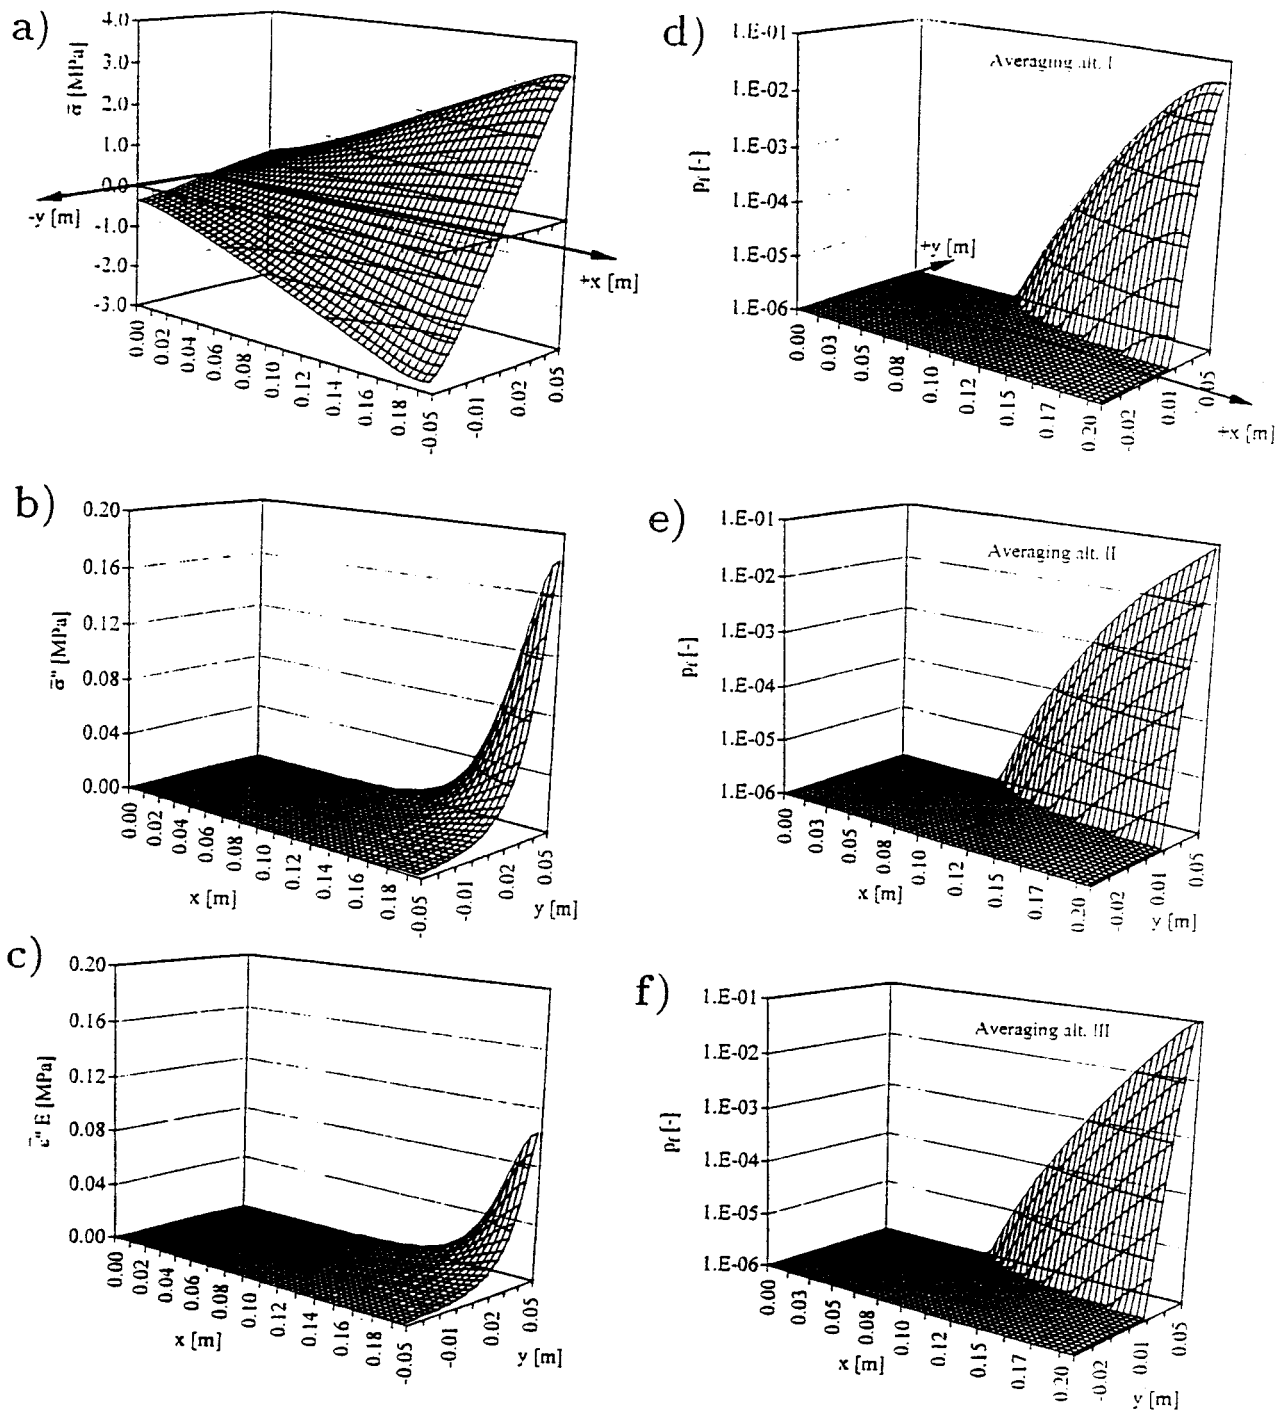 a)
4.0
3.0
2.0
1.0
0.0
-1.0
-2.0
-3.0
σ̄ [MPa]
-y [m]
+x [m]
0.00
0.02
0.04
0.06
0.08
0.10
0.12
0.14
0.16
0.18
-0.05
-0.01
0.02
0.05
b)
0.20
0.16
0.12
0.08
0.04
0.00
σ̄" [MPa]
0.00
0.02
0.04
0.06
0.08
0.10
0.12
0.14
0.16
0.18
-0.05
-0.01
0.02
0.05
x [m]
y [m]
c)
0.20
0.16
0.12
0.08
0.04
0.00
ε̄" E [MPa]
0.00
0.02
0.04
0.06
0.08
0.10
0.12
0.14
0.16
0.18
-0.05
-0.01
0.02
0.05
x [m]
y [m]
d)
1.E-01
1.E-02
1.E-03
1.E-04
1.E-05
1.E-06
Averaging alt. I
p_f [-]
+y [m]
+x [m]
0.00
0.03
0.05
0.08
0.10
0.12
0.15
0.17
0.20
-0.02
0.01
0.05
e)
1.E-01
1.E-02
1.E-03
1.E-04
1.E-05
1.E-06
Averaging alt. II
p_f [-]
0.00
0.03
0.05
0.08
0.10
0.12
0.15
0.17
0.20
-0.02
0.01
0.05
x [m]
y [m]
f)
1.E-01
1.E-02
1.E-03
1.E-04
1.E-05
1.E-06
Averaging alt. III
p_f [-]
0.00
0.03
0.05
0.08
0.10
0.12
0.15
0.17
0.20
-0.02
0.01
0.05
x [m]
y [m]